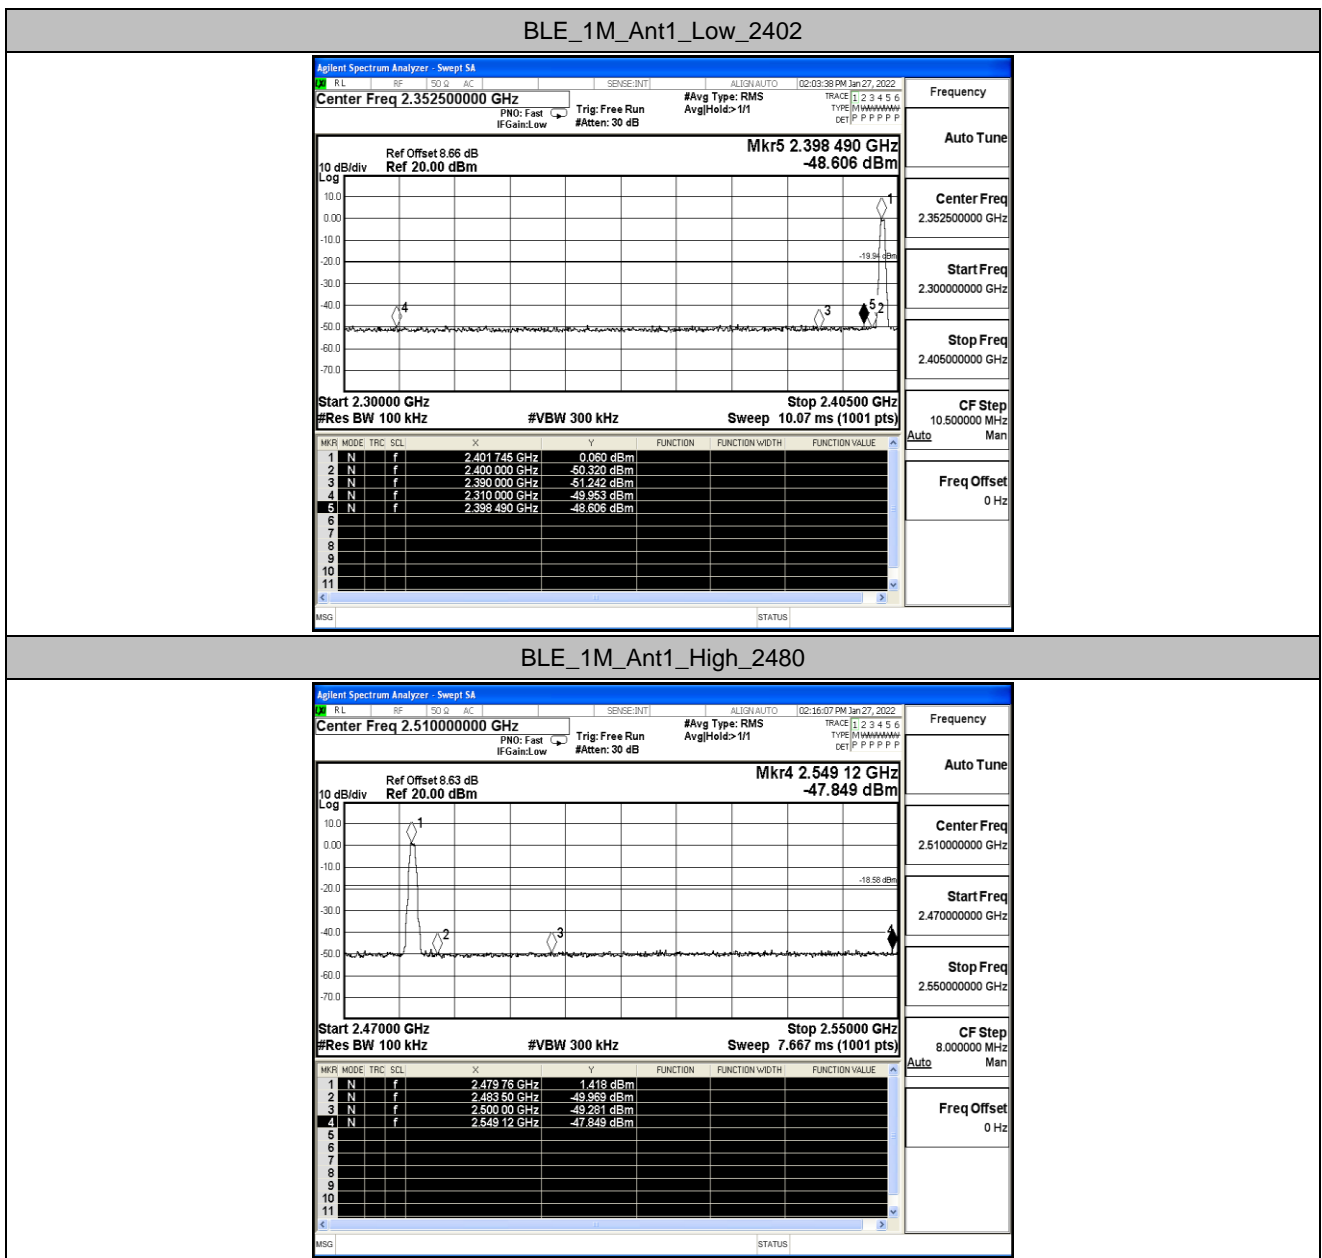 BLE_1M_Ant1_Low_2402
Agilent Spectrum Analyzer - Swept SA
RL RF 50 Ω AC SENSE:INT ALIGN AUTO 02:03:38 PM Jan 27, 2022
Center Freq 2.352500000 GHz
PNO: Fast
IFGain:Low
Trig: Free Run
#Atten: 30 dB
#Avg Type: RMS
Avg|Hold:>1/1
TRACE 1 2 3 4 5 6
TYPE M
DET P P P P P P
Frequency
Auto Tune
Center Freq
2.352500000 GHz
Start Freq
2.300000000 GHz
Stop Freq
2.405000000 GHz
CF Step
10.500000 MHz
Auto Man
Freq Offset
0 Hz
Mkr5 2.398 490 GHz
-48.606 dBm
Ref Offset 8.66 dB
10 dB/div Ref 20.00 dBm
Log
10.0
0.00
-10.0
-20.0
-30.0
-40.0
-50.0
-60.0
-70.0
1
-19.94 dBm
4
3
5
2
Start 2.30000 GHz Stop 2.40500 GHz
#Res BW 100 kHz #VBW 300 kHz Sweep 10.07 ms (1001 pts)
MKR MODE TRC SCL X Y FUNCTION FUNCTION WIDTH FUNCTION VALUE
1 N f 2.401 745 GHz 0.060 dBm
2 N f 2.400 000 GHz -50.320 dBm
3 N f 2.390 000 GHz -51.242 dBm
4 N f 2.310 000 GHz -49.953 dBm
5 N f 2.398 490 GHz -48.606 dBm
6
7
8
9
10
11
MSG STATUS
BLE_1M_Ant1_High_2480
Agilent Spectrum Analyzer - Swept SA
RL RF 50 Ω AC SENSE:INT ALIGN AUTO 02:16:07 PM Jan 27, 2022
Center Freq 2.510000000 GHz
PNO: Fast
IFGain:Low
Trig: Free Run
#Atten: 30 dB
#Avg Type: RMS
Avg|Hold:>1/1
TRACE 1 2 3 4 5 6
TYPE M
DET P P P P P P
Frequency
Auto Tune
Center Freq
2.510000000 GHz
Start Freq
2.470000000 GHz
Stop Freq
2.550000000 GHz
CF Step
8.000000 MHz
Auto Man
Freq Offset
0 Hz
Mkr4 2.549 12 GHz
-47.849 dBm
Ref Offset 8.63 dB
10 dB/div Ref 20.00 dBm
Log
10.0
0.00
-10.0
-20.0
-30.0
-40.0
-50.0
-60.0
-70.0
1
-18.58 dBm
2
3
4
Start 2.47000 GHz Stop 2.55000 GHz
#Res BW 100 kHz #VBW 300 kHz Sweep 7.667 ms (1001 pts)
MKR MODE TRC SCL X Y FUNCTION FUNCTION WIDTH FUNCTION VALUE
1 N f 2.479 76 GHz 1.418 dBm
2 N f 2.483 50 GHz -49.969 dBm
3 N f 2.500 00 GHz -49.281 dBm
4 N f 2.549 12 GHz -47.849 dBm
5
6
7
8
9
10
11
MSG STATUS